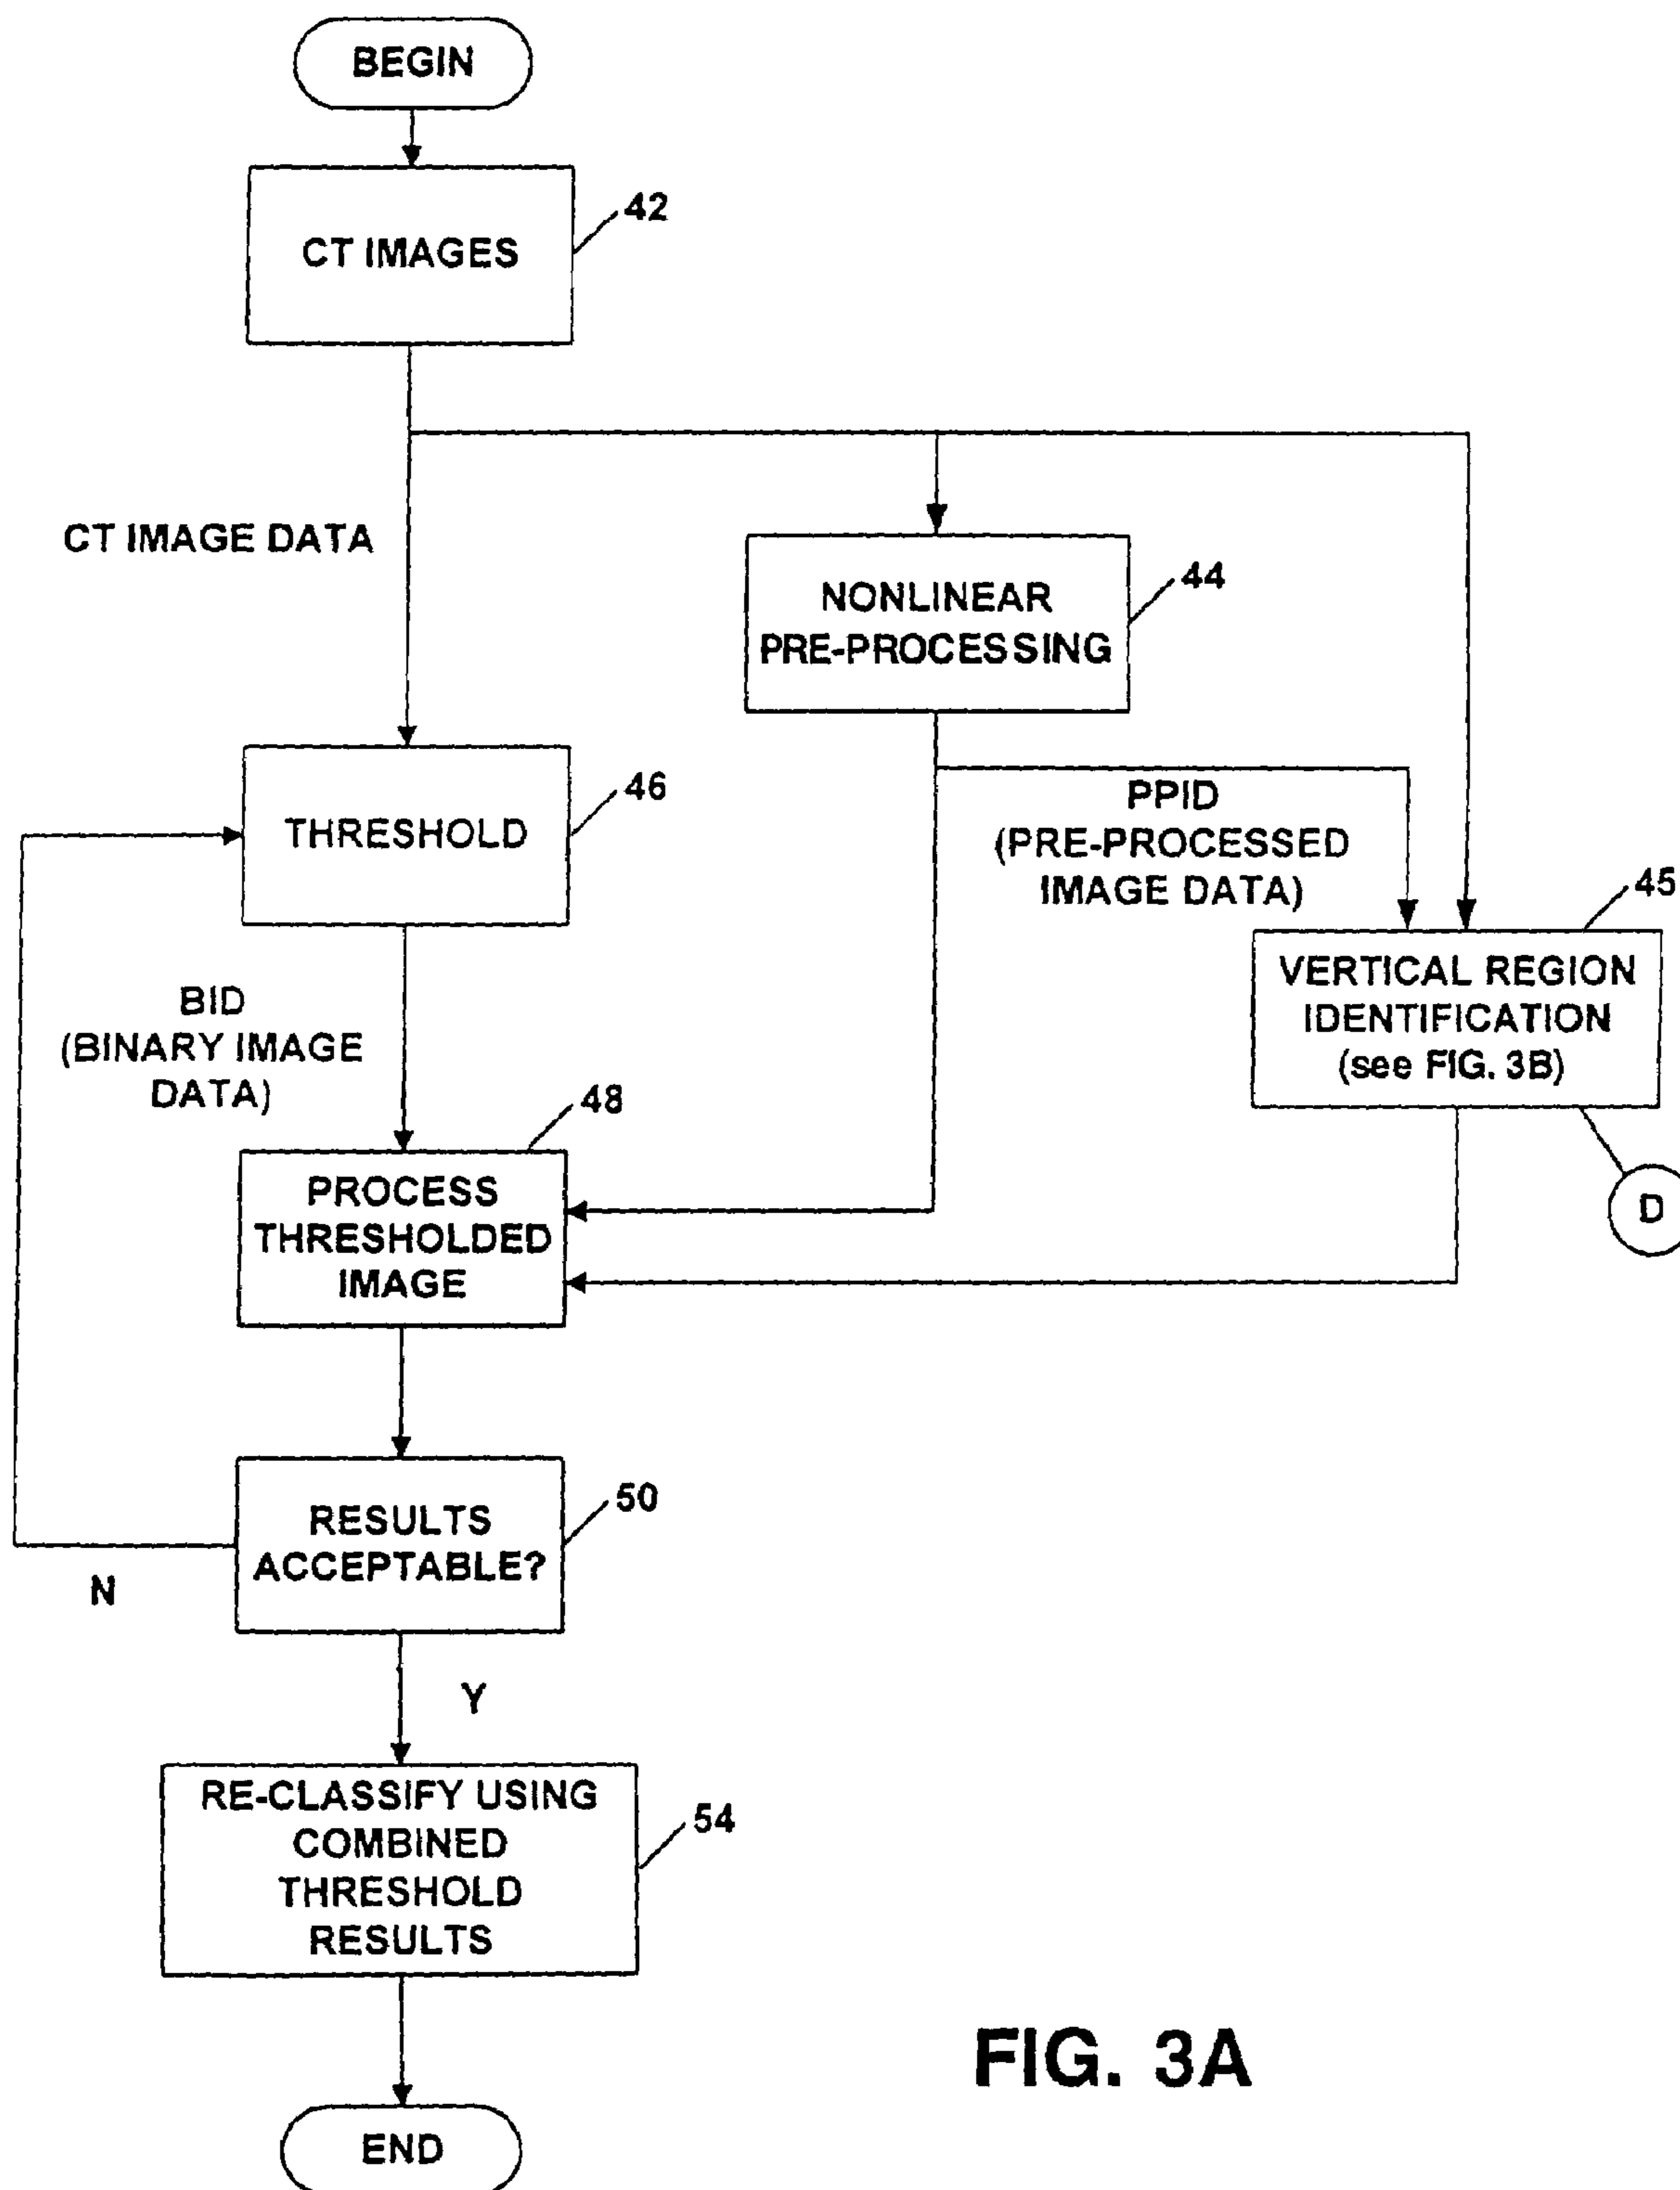 BEGIN
CT IMAGES
42
CT IMAGE DATA
NONLINEAR
PRE-PROCESSING
44
THRESHOLD
46
PPID
(PRE-PROCESSED
IMAGE DATA)
45
VERTICAL REGION
IDENTIFICATION
(see FIG. 3B)
D
BID
(BINARY IMAGE
DATA)
48
PROCESS
THRESHOLDED
IMAGE
RESULTS
ACCEPTABLE?
50
N
Y
RE-CLASSIFY USING
COMBINED
THRESHOLD
RESULTS
54
END
FIG. 3A